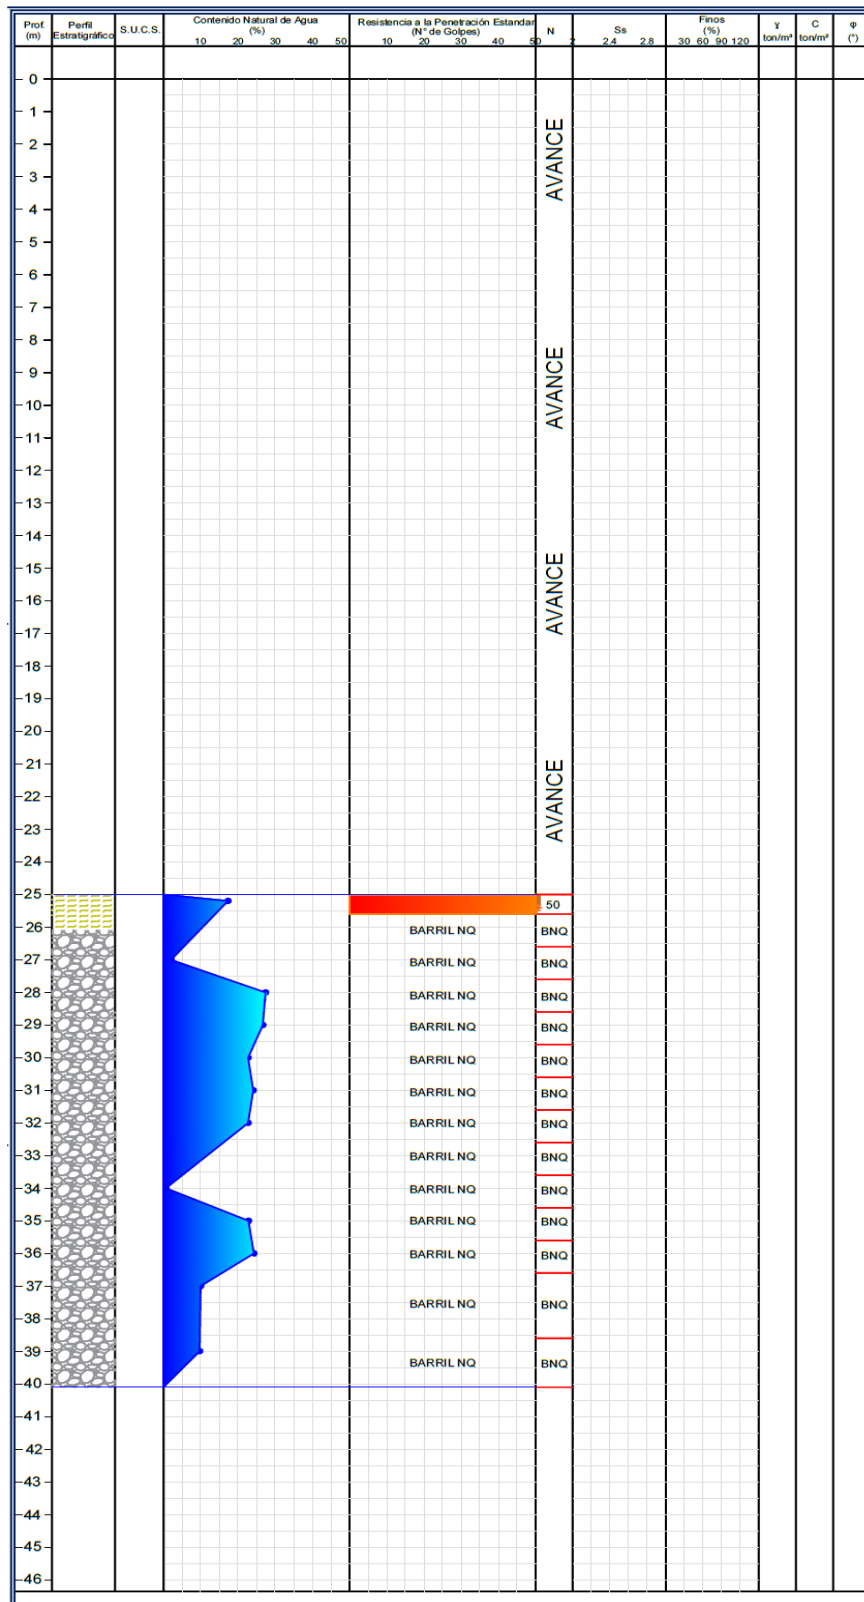 Prof.
(m)
Perfil
Estratigráfico
S.U.C.S.
Contenido Natural de Agua
(%)
10 20 30 40 50
Resistencia a la Penetración Estandar
(N° de Golpes)
10 20 30 40 50
N
Ss
2 2.4 2.8
Finos
(%)
30 60 90 120
γ
ton/m³
C
ton/m²
φ
(°)
0
1
2
AVANCE
3
4
5
6
7
8
9
AVANCE
10
11
12
13
14
15
AVANCE
16
17
18
19
20
21
22
AVANCE
23
24
25
50
26 BARRIL NQ BNQ
27 BARRIL NQ BNQ
28 BARRIL NQ BNQ
29 BARRIL NQ BNQ
30 BARRIL NQ BNQ
31 BARRIL NQ BNQ
32 BARRIL NQ BNQ
33 BARRIL NQ BNQ
34 BARRIL NQ BNQ
35 BARRIL NQ BNQ
36 BARRIL NQ BNQ
37
BARRIL NQ BNQ
38
39
BARRIL NQ BNQ
40
41
42
43
44
45
46